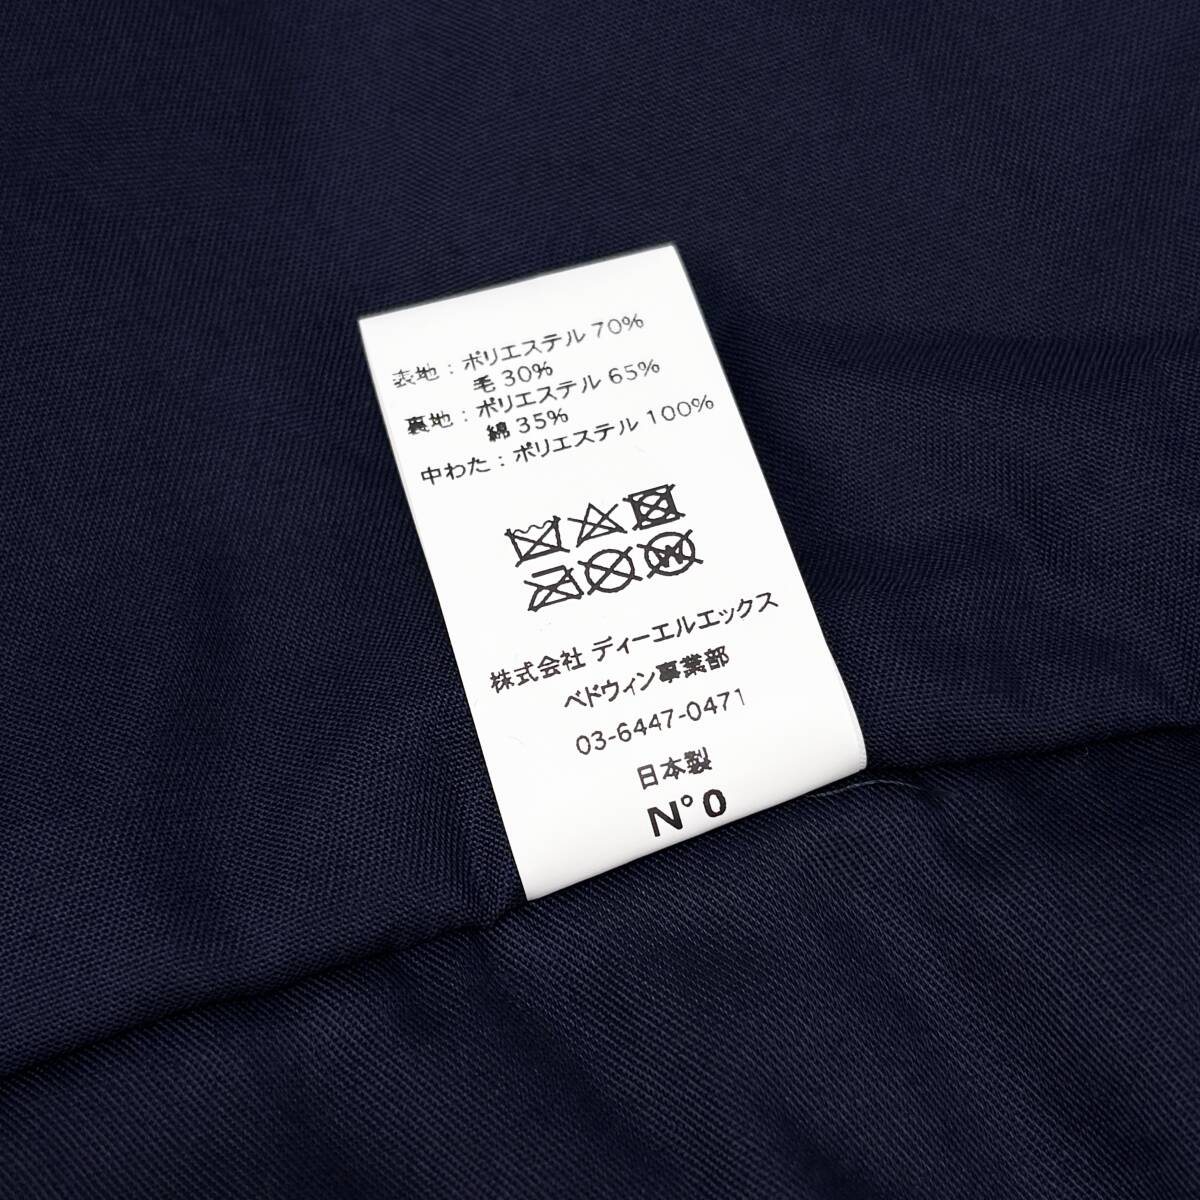 表地：ポリエステル 70%
毛 30%
裏地：ポリエステル 65%
綿 35%
中わた：ポリエステル 100%
株式会社 ディーエルエックス
ベドウィン事業部
03-6447-0471
日本製
N°0